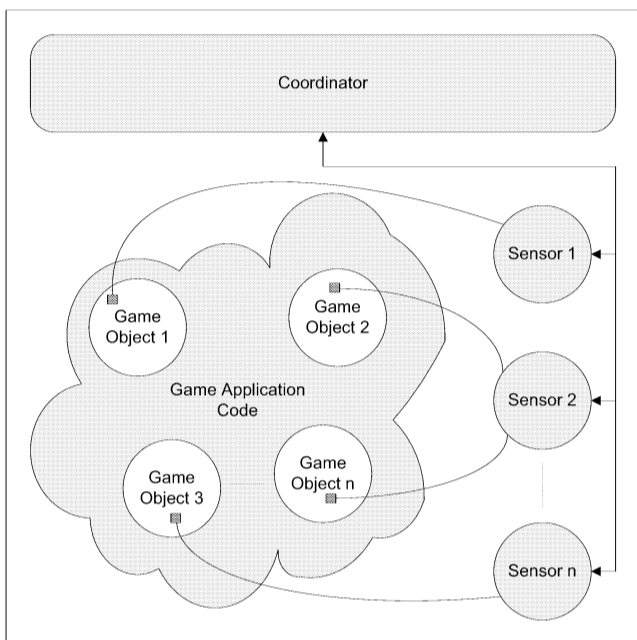 Coordinator
Sensor 1
Game
Object 1
Game
Object 2
Game Application
Code
Sensor 2
Game
Object 3
Game
Object n
Sensor n